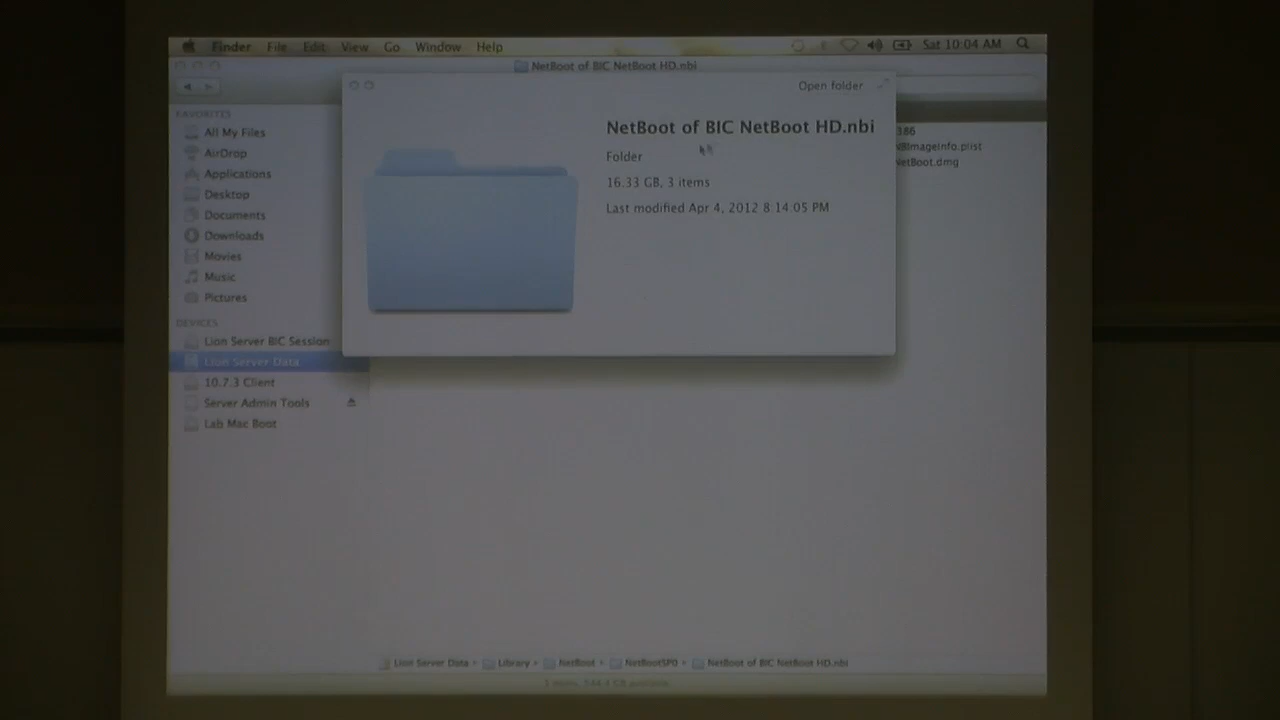 Finder File Edit View Go Window Help Sat 10:04 AM
NetBoot of BIC NetBoot HD.nbi
Open folder
NetBoot of BIC NetBoot HD.nbi
Folder
16.33 GB, 3 items
Last modified Apr 4, 2012 8:14:05 PM
FAVORITES
All My Files
AirDrop
Applications
Desktop
Documents
Downloads
Movies
Music
Pictures
DEVICES
Lion Server BIC Session
Lion Server Data
10.7.3 Client
Server Admin Tools
Lab Mac Boot
Lion Server Data Library NetBoot NetBootSP0 NetBoot of BIC NetBoot HD.nbi